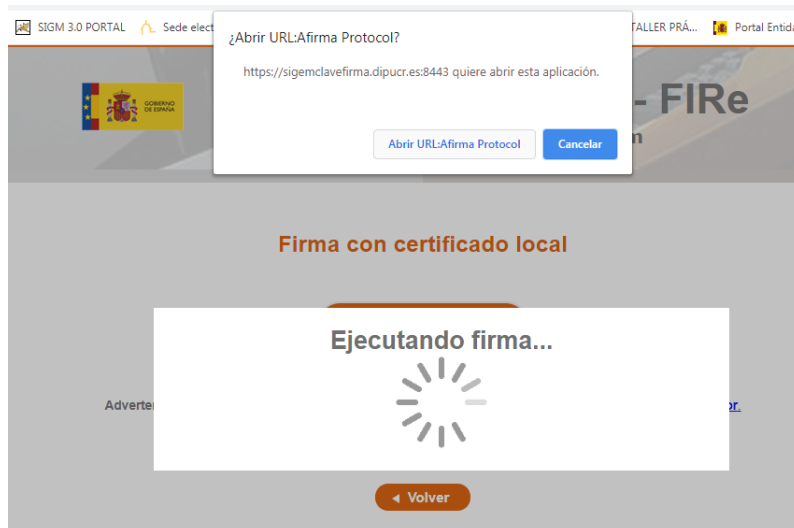 SIGM 3.0 PORTAL Sede elect TALLER PRÁ... Portal Entida
¿Abrir URL:Afirma Protocol?
https://sigemclavefirma.dipucr.es:8443 quiere abrir esta aplicación.
GOBIERNO
DE ESPAÑA
- FIRe
Abrir URL:Afirma Protocol Cancelar
Firma con certificado local
Ejecutando firma...
Adverte
or.
Volver